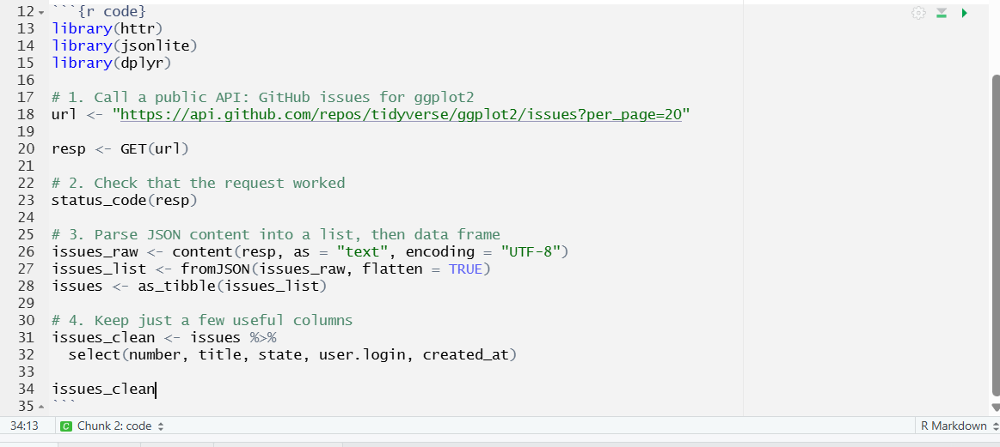 12 ```{r code}
13 library(httr)
14 library(jsonlite)
15 library(dplyr)
16
17 # 1. Call a public API: GitHub issues for ggplot2
18 url <- "https://api.github.com/repos/tidyverse/ggplot2/issues?per_page=20"
19
20 resp <- GET(url)
21
22 # 2. Check that the request worked
23 status_code(resp)
24
25 # 3. Parse JSON content into a list, then data frame
26 issues_raw <- content(resp, as = "text", encoding = "UTF-8")
27 issues_list <- fromJSON(issues_raw, flatten = TRUE)
28 issues <- as_tibble(issues_list)
29
30 # 4. Keep just a few useful columns
31 issues_clean <- issues %>%
32   select(number, title, state, user.login, created_at)
33
34 issues_clean
35 ```
34:13 C Chunk 2: code R Markdown